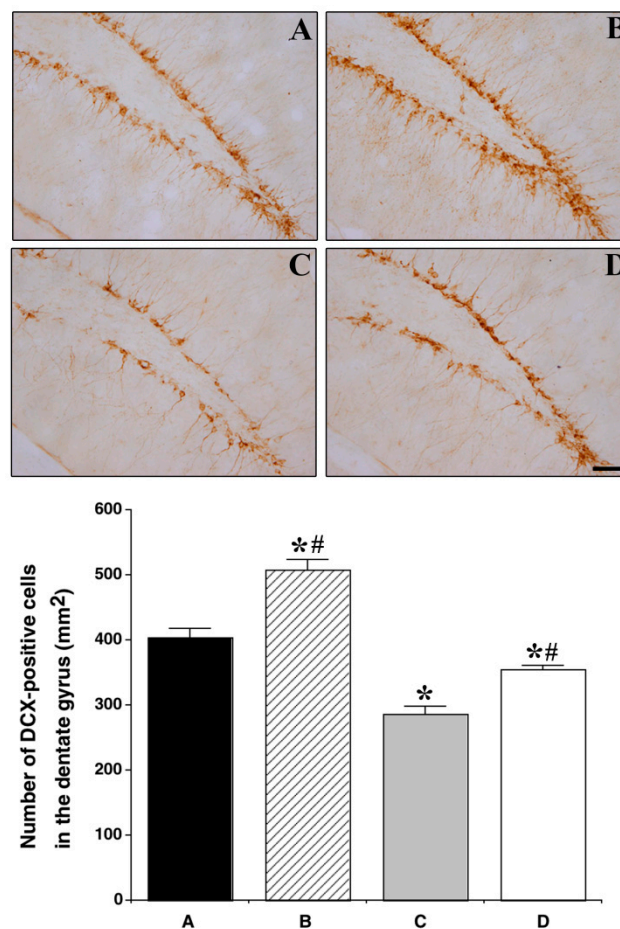 A
B
C
D
600
500
400
300
200
100
0
Number of DCX-positive cells
in the dentate gyrus (mm²)
*#
*
*#
A B C D